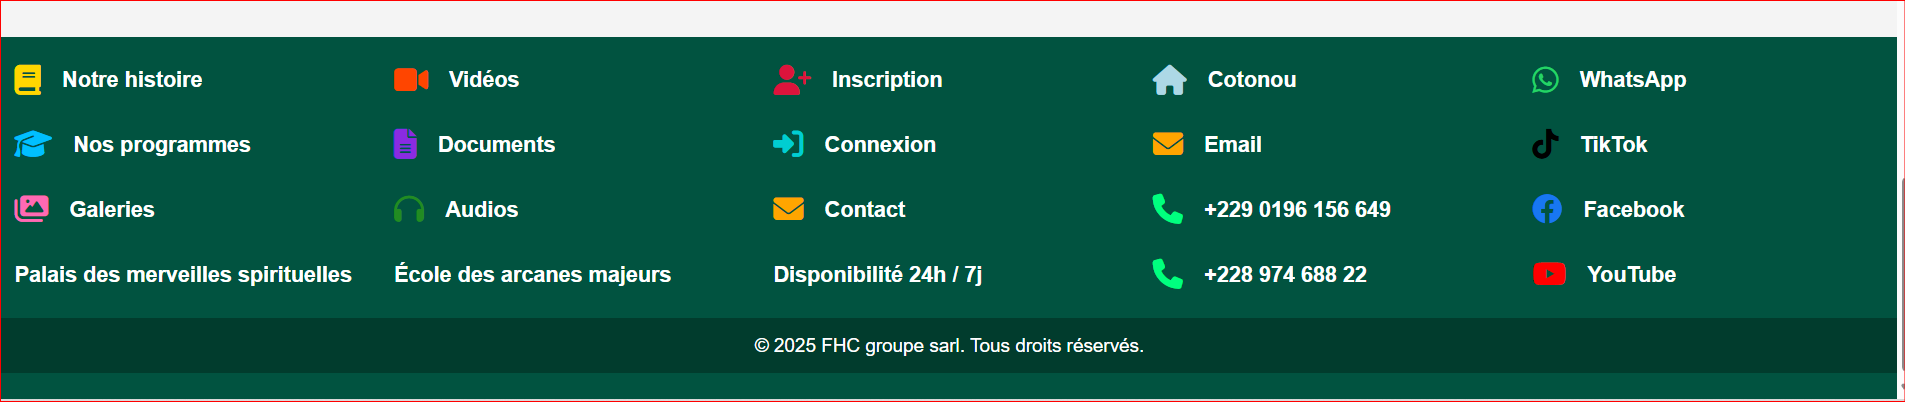 Notre histoire
Vidéos
Inscription
Cotonou
WhatsApp
Nos programmes
Documents
Connexion
Email
TikTok
Galeries
Audios
Contact
+229 0196 156 649
Facebook
Palais des merveilles spirituelles
École des arcanes majeurs
Disponibilité 24h / 7j
+228 974 688 22
YouTube
© 2025 FHC groupe sarl. Tous droits réservés.